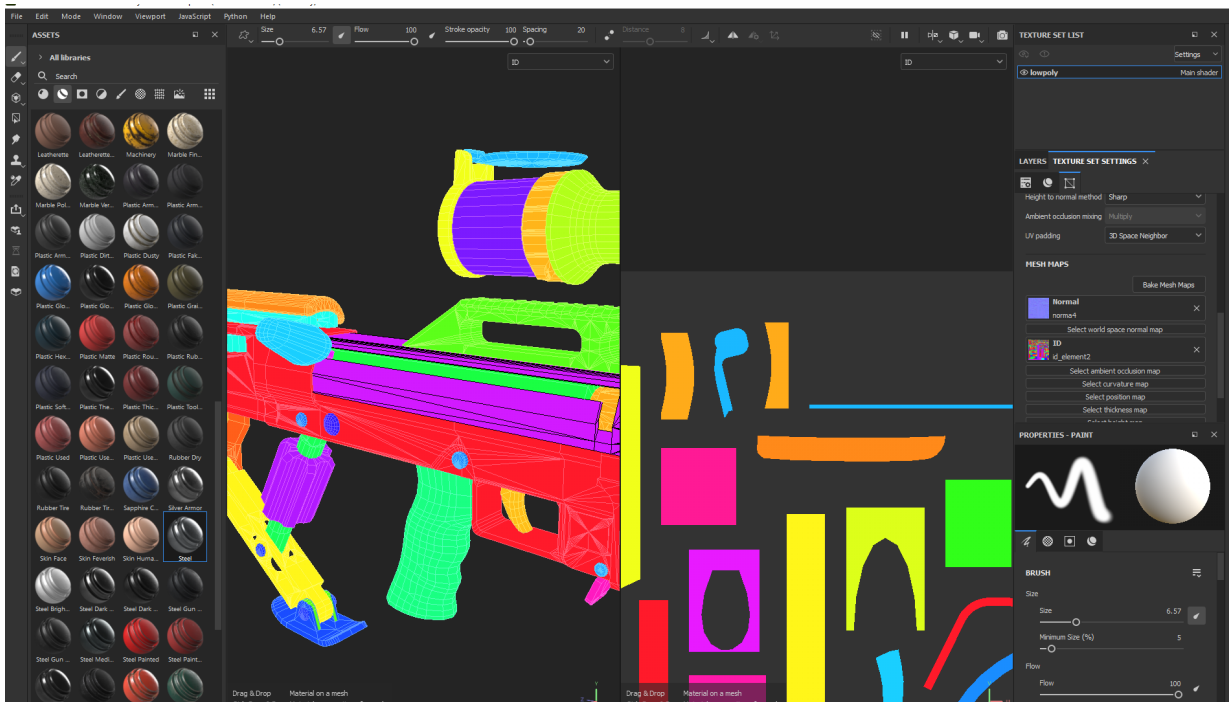 File Edit Mode Window Viewport JavaScript Python Help
ASSETS
Size 6.57 Flow 100 Stroke opacity 100 Spacing 20 Distance 8
TEXTURE SET LIST
All libraries
Search
Settings
lowpoly Main shader
ID
ID
Leatherette Leatherette... Machinery Marble Fin...
Marble Pol... Marble Ver... Plastic Arm... Plastic Arm...
Plastic Arm... Plastic Dirt... Plastic Dusty Plastic Fak...
Plastic Glo... Plastic Glo... Plastic Glo... Plastic Grai...
Plastic Hex... Plastic Matte Plastic Rou... Plastic Rub...
Plastic Soft... Plastic The... Plastic Thic... Plastic Tool...
Plastic Used Plastic Use... Plastic Use... Rubber Dry
Rubber Tire Rubber Tir... Sapphire C... Silver Armor
Skin Face Skin Feverish Skin Huma... Steel
Steel Brigh... Steel Dark ... Steel Dark ... Steel Gun ...
Steel Gun ... Steel Medi... Steel Painted Steel Paint...
Drag & Drop Material on a mesh
Drag & Drop Material on a mesh
LAYERS TEXTURE SET SETTINGS
Height to normal method Sharp
Ambient occlusion mixing Multiply
UV padding 3D Space Neighbor
MESH MAPS
Bake Mesh Maps
Normal
norma4
Select world space normal map
ID
id_element2
Select ambient occlusion map
Select curvature map
Select position map
Select thickness map
PROPERTIES - PAINT
BRUSH
Size
Size 6.57
Minimum Size (%) 5
Flow
Flow 100